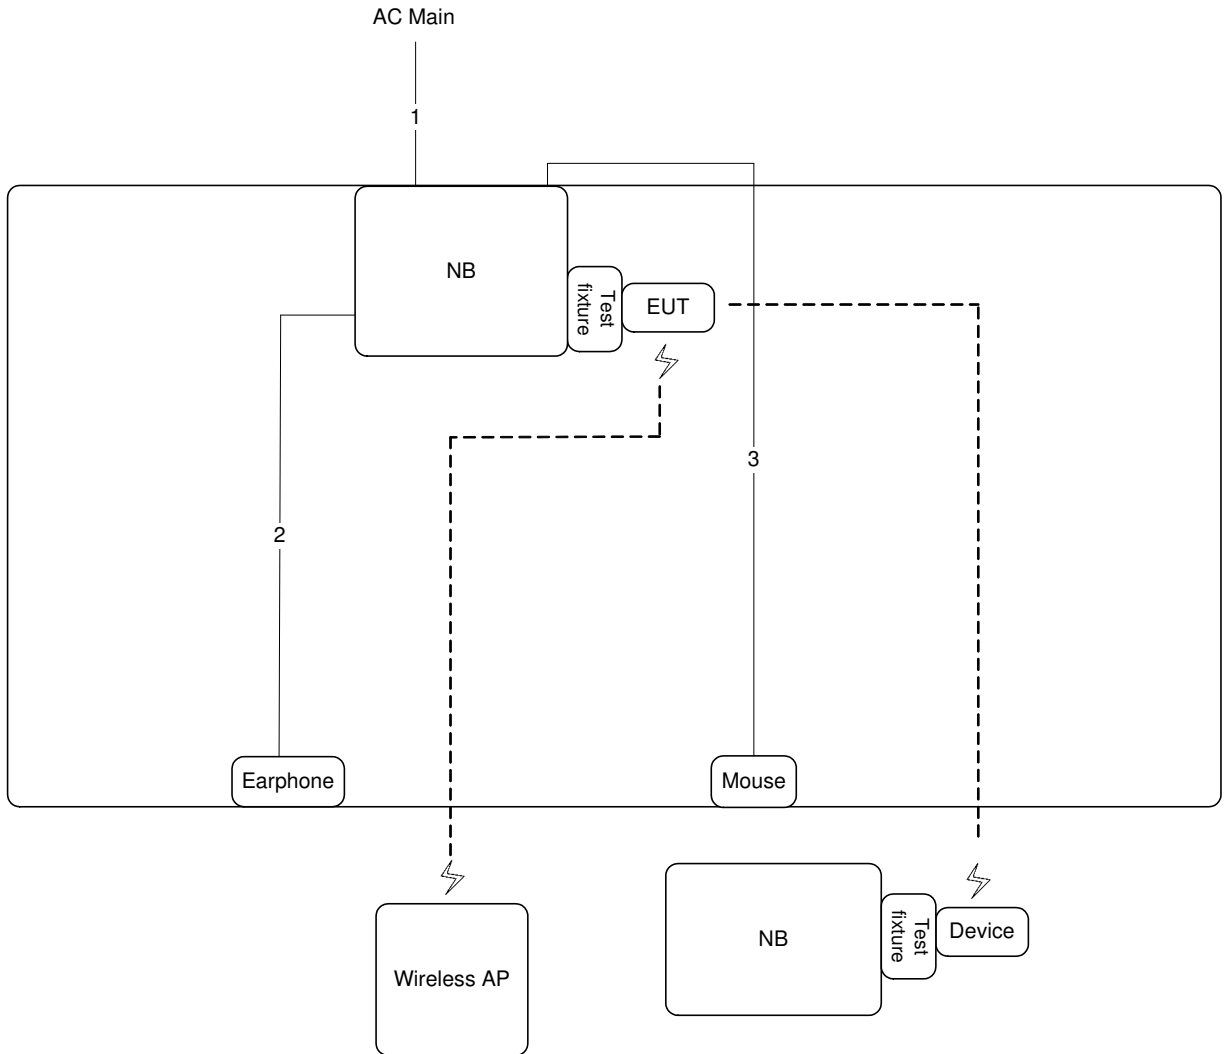 AC Main
1
NB
Test
fixture
EUT
3
2
Earphone
Mouse
NB
Test
fixture
Device
Wireless AP